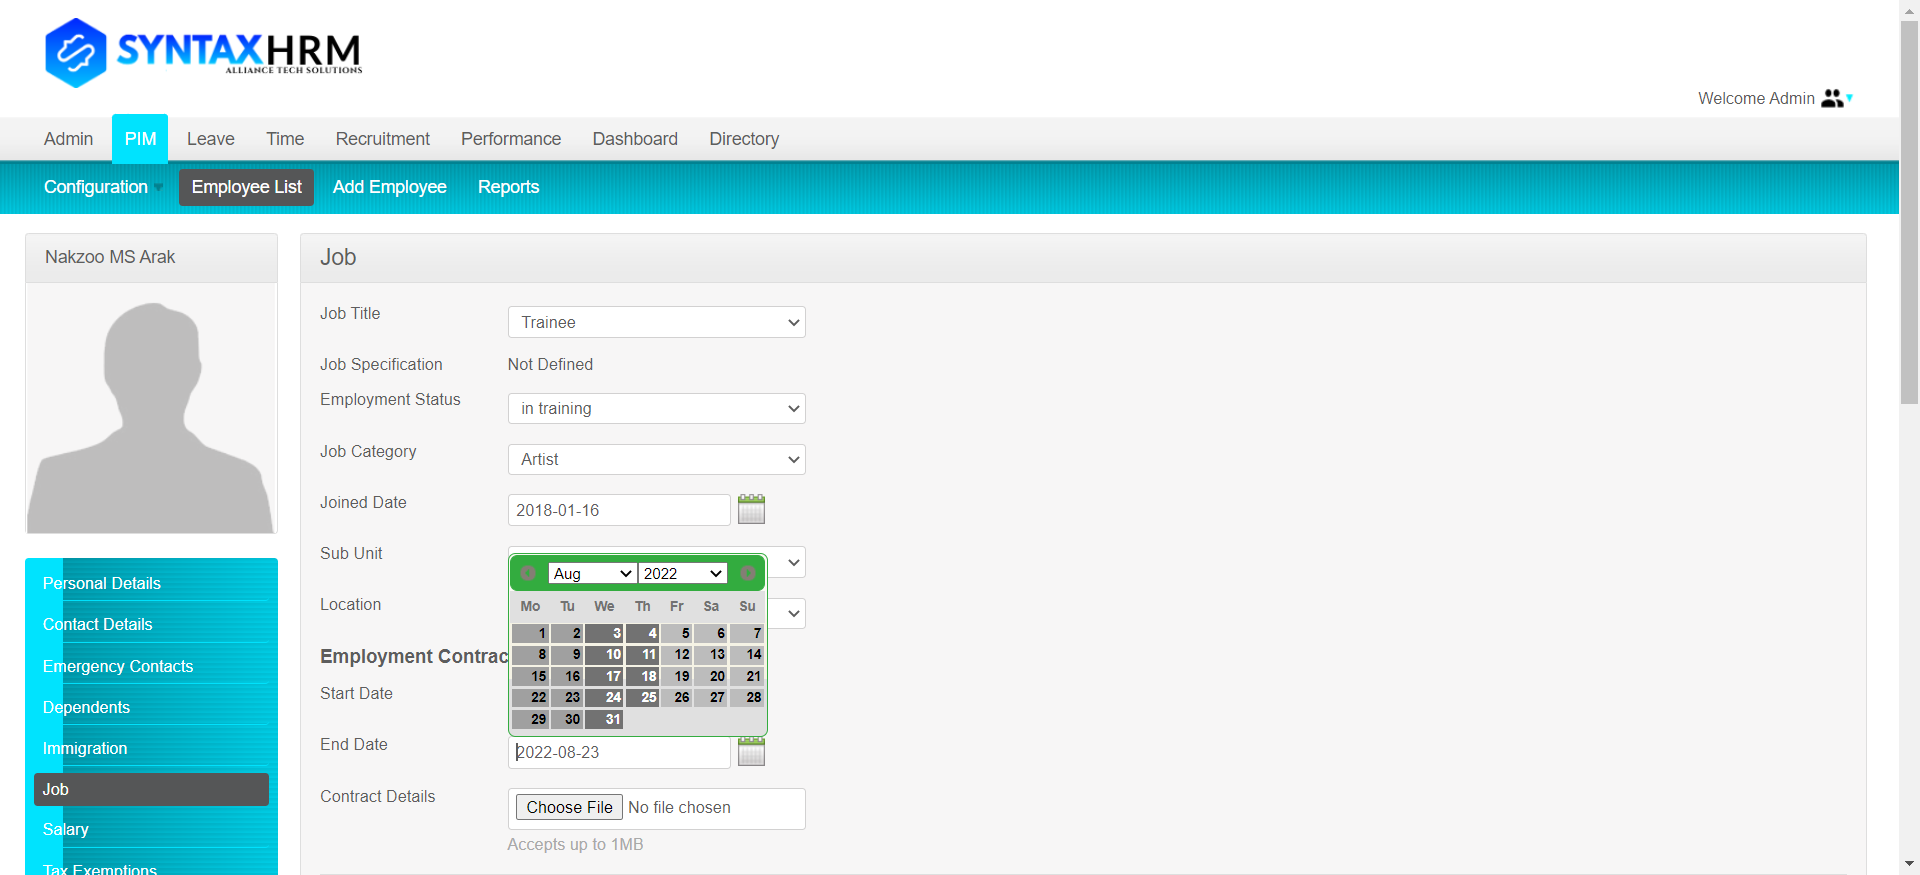 SYNTAXHRM
ALLIANCE TECH SOLUTIONS
Welcome Admin
Admin PIM Leave Time Recruitment Performance Dashboard Directory
Configuration Employee List Add Employee Reports
Nakzoo MS Arak
Personal Details
Contact Details
Emergency Contacts
Dependents
Immigration
Job
Salary
Tax Exemptions
Job
Job Title Trainee
Job Specification Not Defined
Employment Status in training
Job Category Artist
Joined Date 2018-01-16
Sub Unit
Location
Aug 2022
Mo Tu We Th Fr Sa Su
1 2 3 4 5 6 7
8 9 10 11 12 13 14
15 16 17 18 19 20 21
22 23 24 25 26 27 28
29 30 31
Employment Contrac
Start Date
End Date 2022-08-23
Contract Details Choose File No file chosen
Accepts up to 1MB